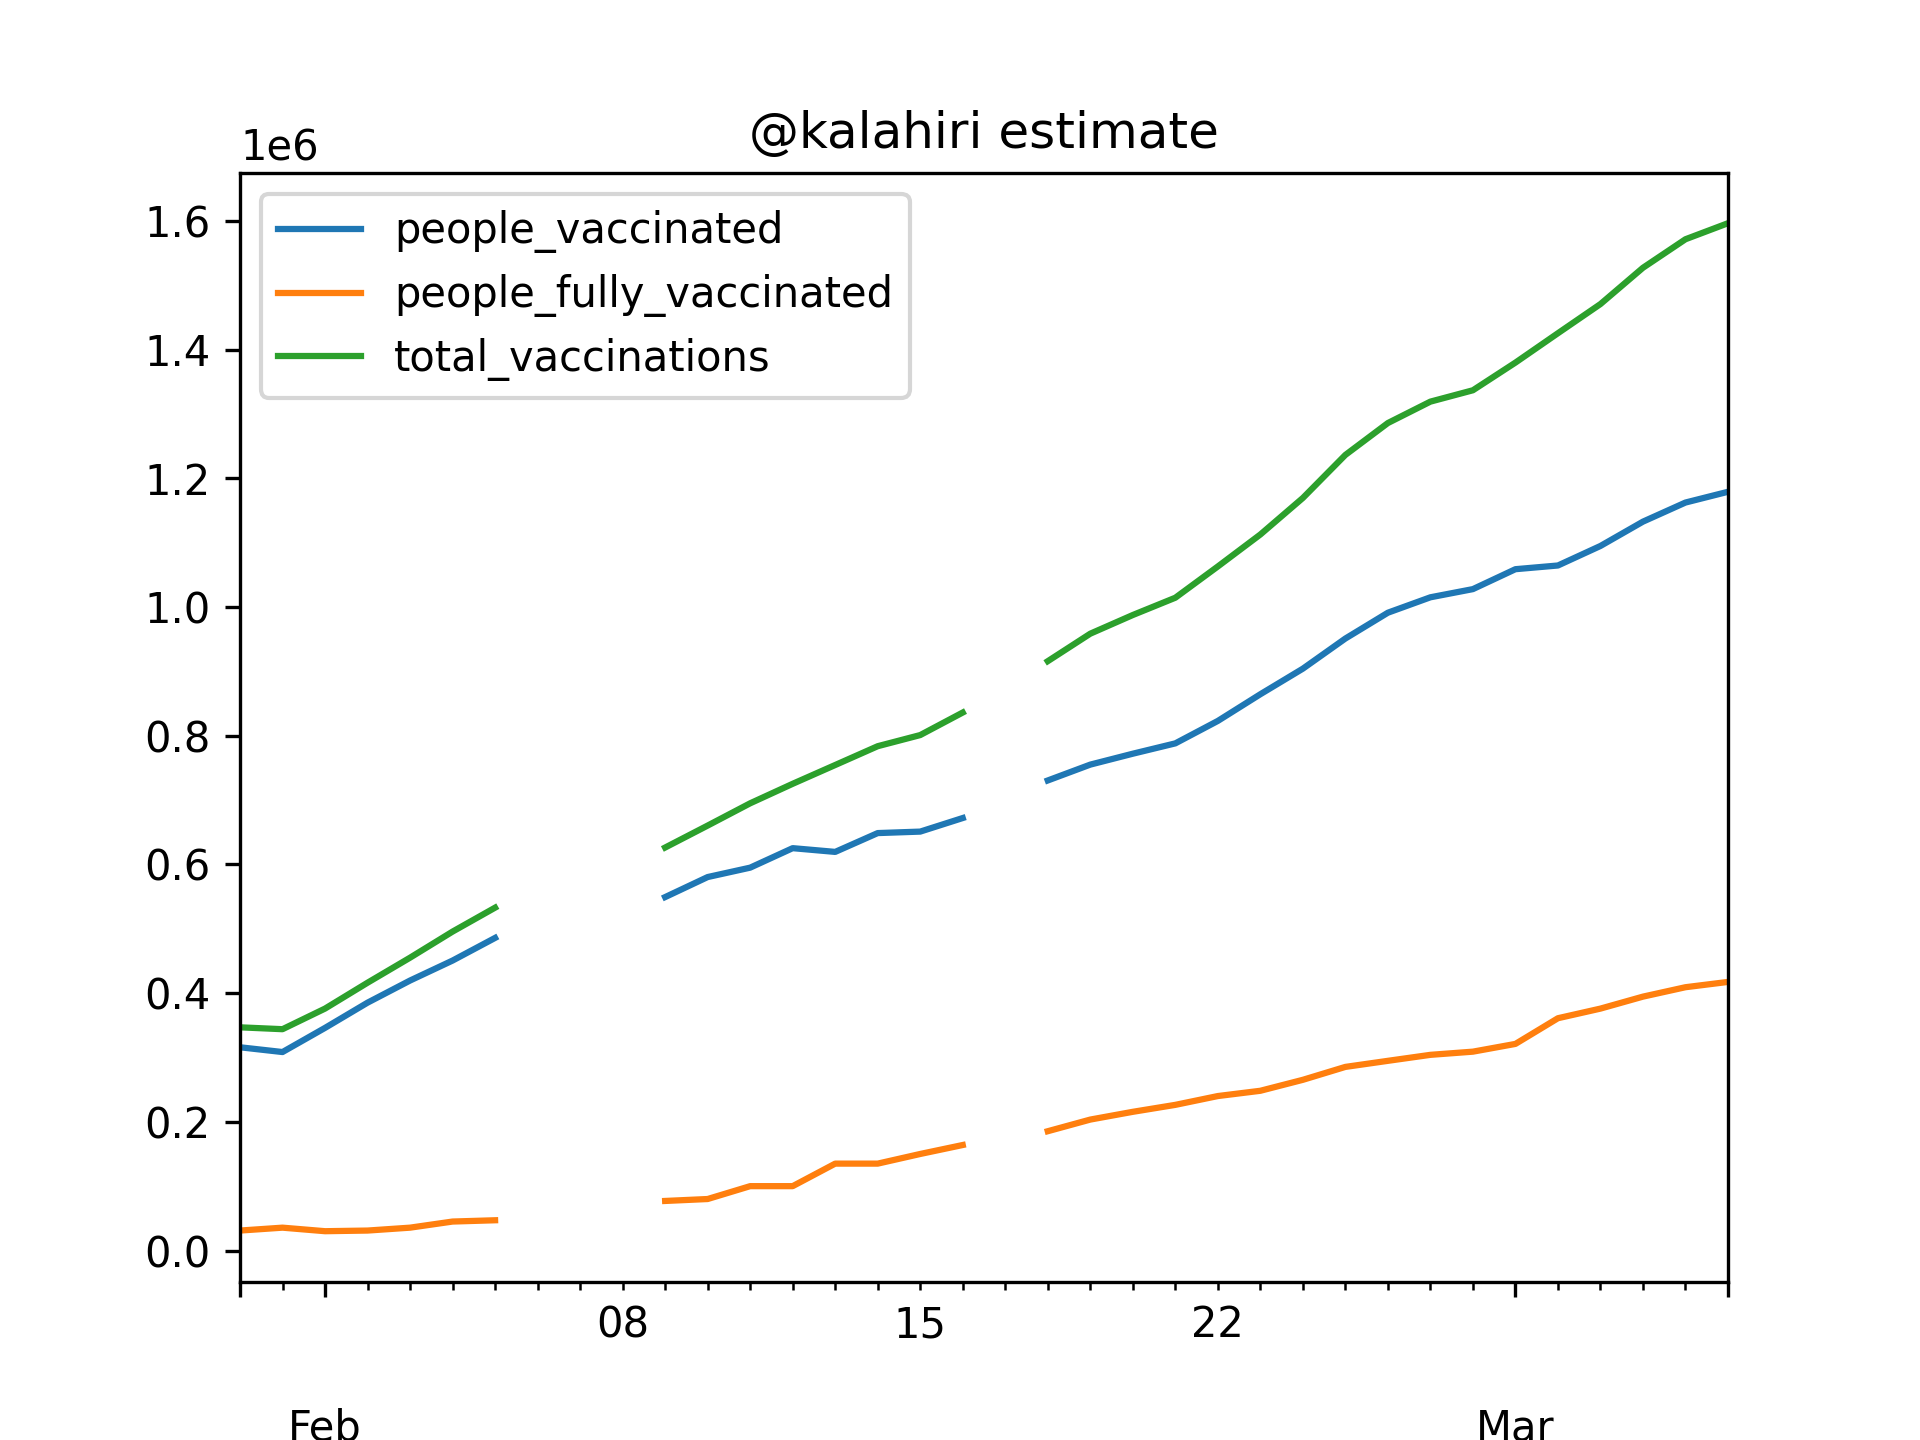 @kalahiri estimate
1e6
people_vaccinated
people_fully_vaccinated
total_vaccinations
1.6
1.4
1.2
1.0
0.8
0.6
0.4
0.2
0.0
08 15 22
Feb Mar